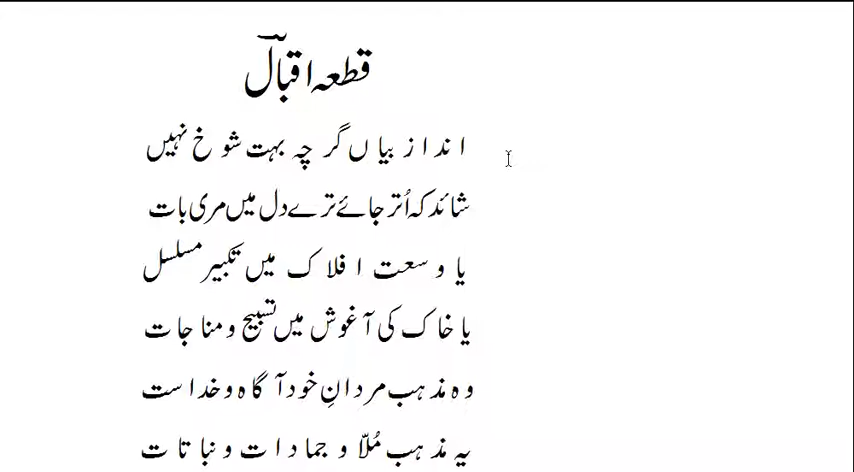 قطعہ اقبالؒ
انداز بیاں گرچہ بہت شوخ نہیں
شائد کہ اُتر جائے ترے دل میں مری بات
یا وسعت افلاک میں تکبیر مسلسل
یا خاک کی آغوش میں تسبیح و مناجات
وہ مذہب مردانِ خود آگاہ و خدا ست
یہ مذہب مُلّا و جمادات و نباتات